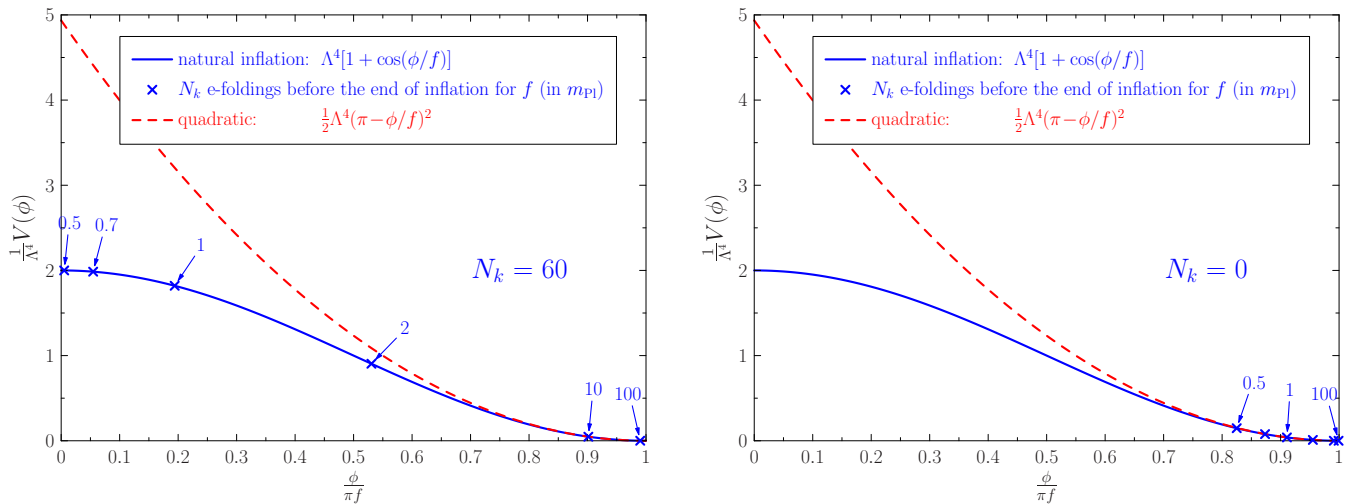 natural inflation: Λ⁴[1 + cos(ϕ/f)]
N_k e-foldings before the end of inflation for f (in m_Pl)
quadratic: ½Λ⁴(π−ϕ/f)²
5
4
3
2
1
0
1/Λ⁴ V(ϕ)
0.5
0.7
1
2
10
100
N_k = 60
0 0.1 0.2 0.3 0.4 0.5 0.6 0.7 0.8 0.9 1
ϕ/πf
natural inflation: Λ⁴[1 + cos(ϕ/f)]
N_k e-foldings before the end of inflation for f (in m_Pl)
quadratic: ½Λ⁴(π−ϕ/f)²
5
4
3
2
1
0
1/Λ⁴ V(ϕ)
N_k = 0
0.5
1
100
0 0.1 0.2 0.3 0.4 0.5 0.6 0.7 0.8 0.9 1
ϕ/πf